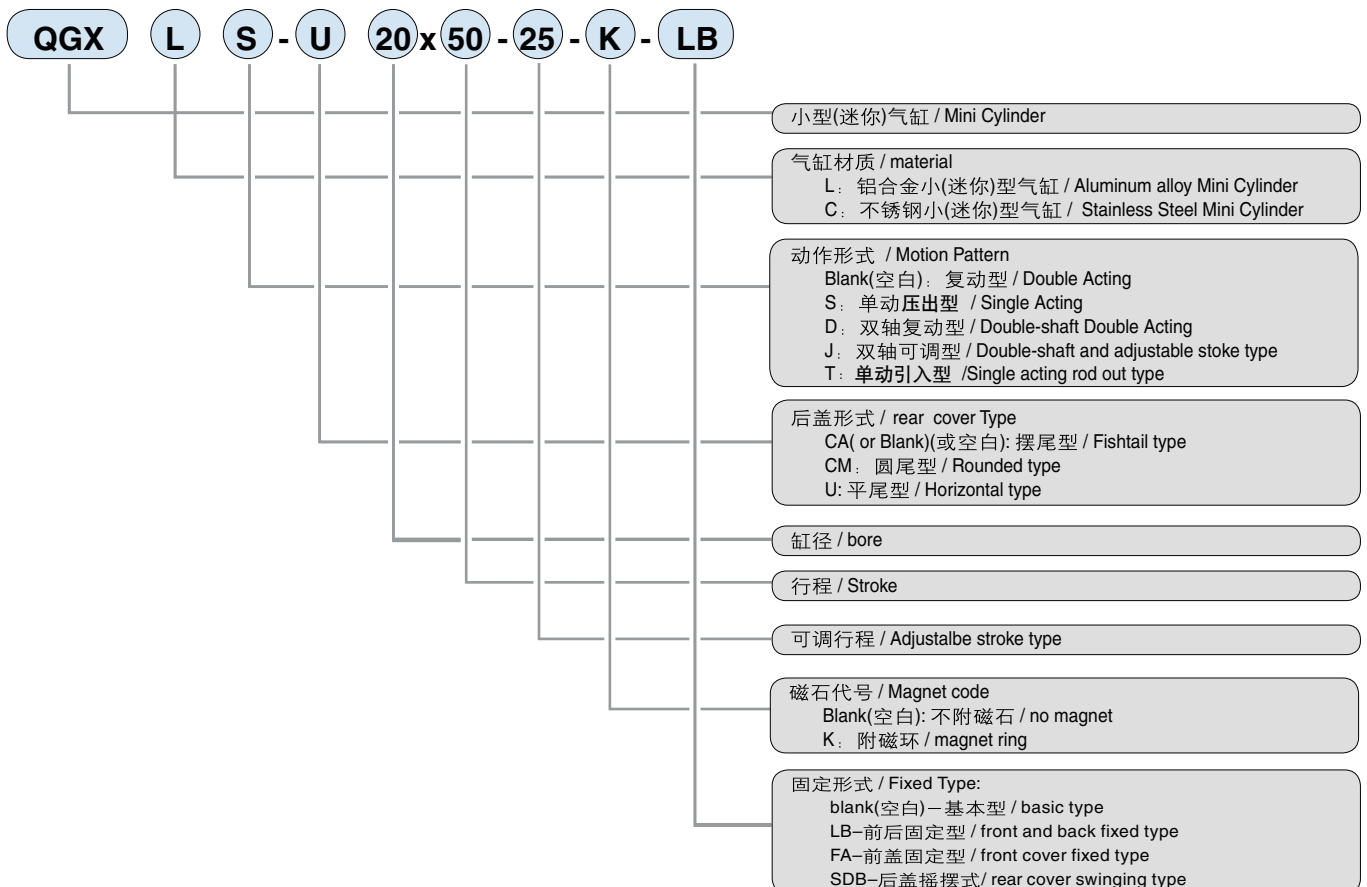 QGX L S - U 20 x 50 - 25 - K - LB
小型(迷你)气缸 / Mini Cylinder
气缸材质 / material
L：铝合金小(迷你)型气缸 / Aluminum alloy Mini Cylinder
C：不锈钢小(迷你)型气缸 / Stainless Steel Mini Cylinder
动作形式 / Motion Pattern
Blank(空白)：复动型 / Double Acting
S：单动压出型 / Single Acting
D：双轴复动型 / Double-shaft Double Acting
J：双轴可调型 / Double-shaft and adjustable stoke type
T：单动引入型 /Single acting rod out type
后盖形式 / rear cover Type
CA( or Blank)(或空白): 摆尾型 / Fishtail type
CM：圆尾型 / Rounded type
U: 平尾型 / Horizontal type
缸径 / bore
行程 / Stroke
可调行程 / Adjustalbe stroke type
磁石代号 / Magnet code
Blank(空白): 不附磁石 / no magnet
K：附磁环 / magnet ring
固定形式 / Fixed Type:
blank(空白)－基本型 / basic type
LB–前后固定型 / front and back fixed type
FA–前盖固定型 / front cover fixed type
SDB–后盖摇摆式/ rear cover swinging type